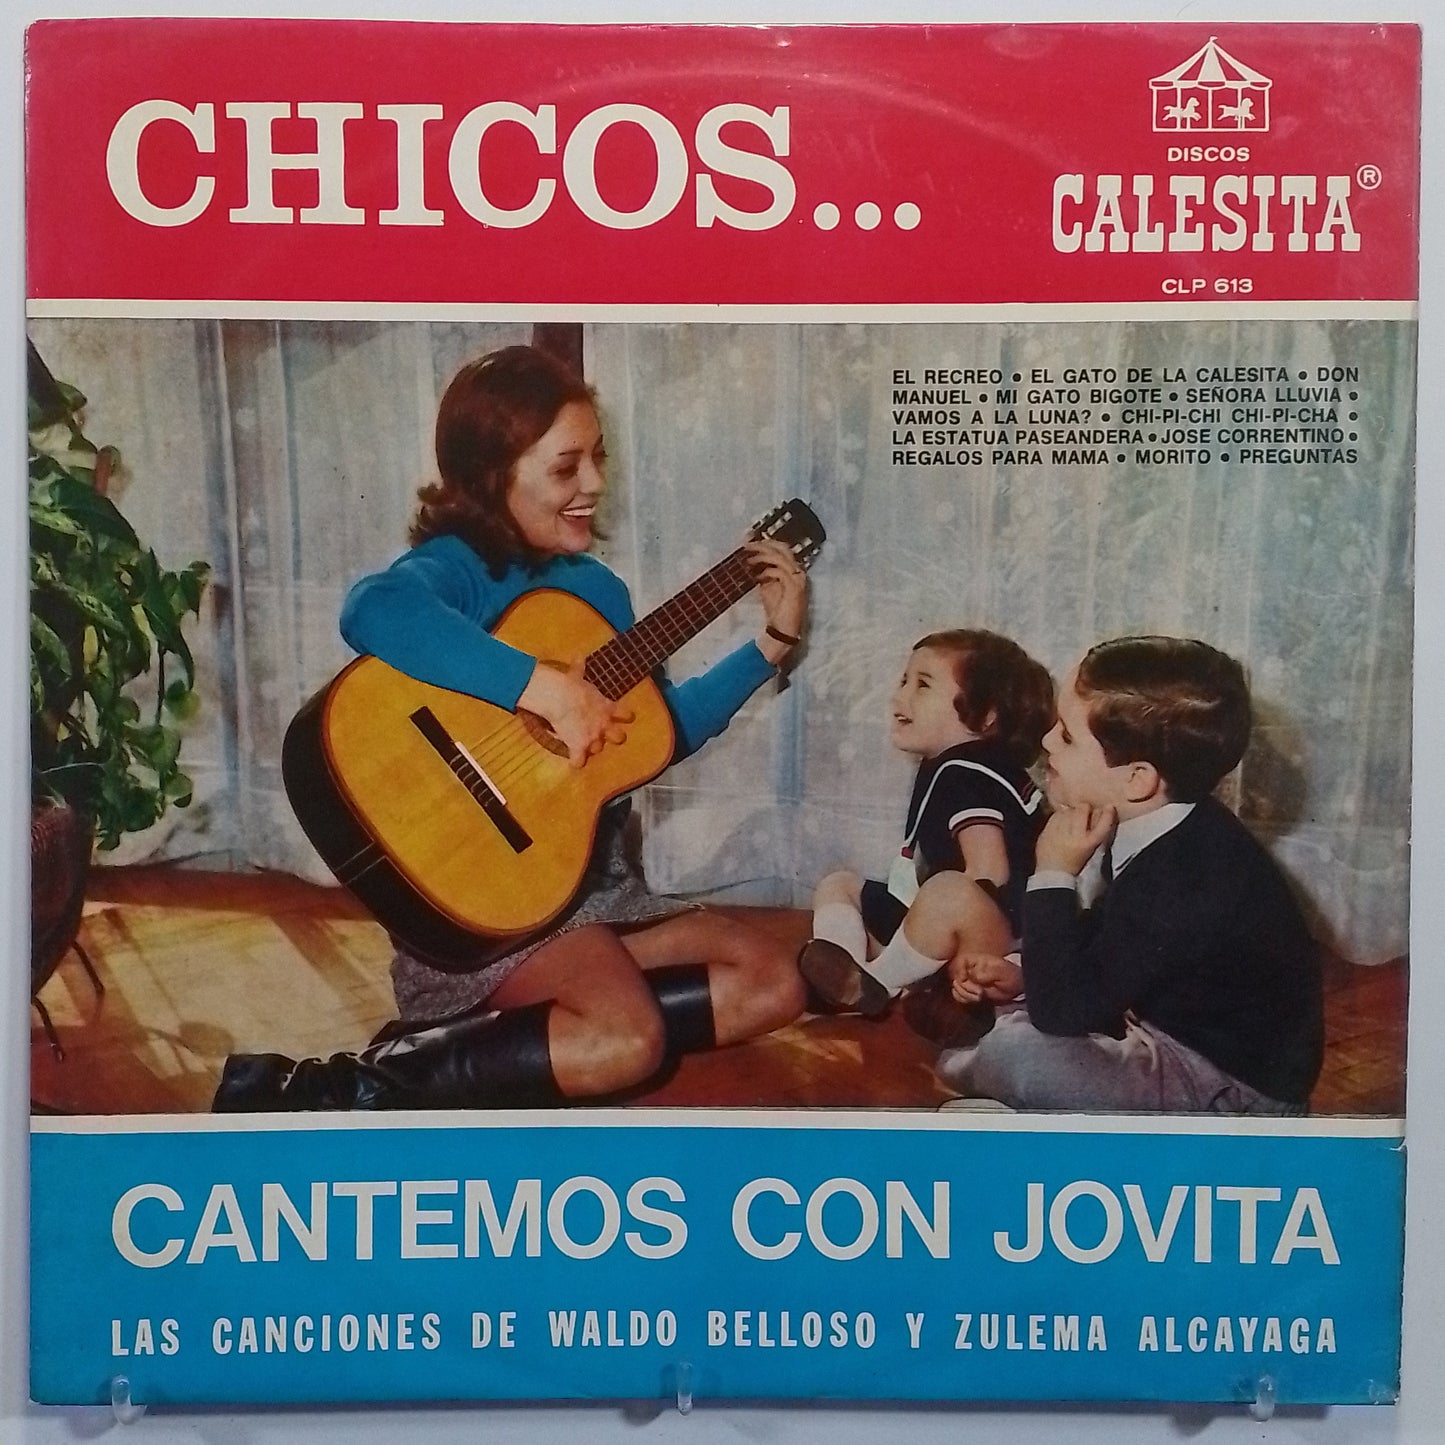 CHICOS...
DISCOS
CALESITA®
CLP 613
EL RECREO • EL GATO DE LA CALESITA • DON
MANUEL • MI GATO BIGOTE • SEÑORA LLUVIA •
VAMOS A LA LUNA? • CHI-PI-CHI CHI-PI-CHA •
LA ESTATUA PASEANDERA • JOSE CORRENTINO •
REGALOS PARA MAMA • MORITO • PREGUNTAS
CANTEMOS CON JOVITA
LAS CANCIONES DE WALDO BELLOSO Y ZULEMA ALCAYAGA